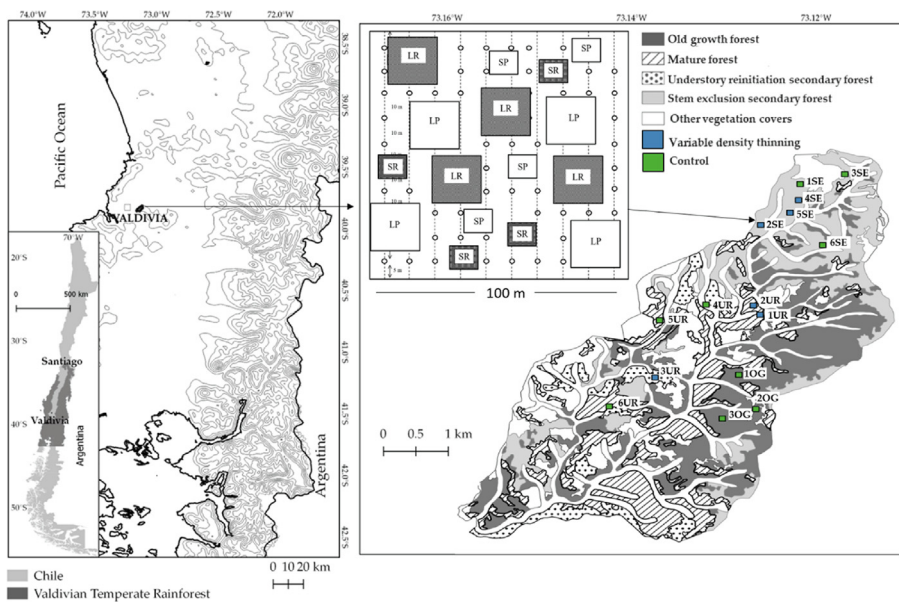 74.0°W 73.5°W 73.0°W 72.5°W 72.0°W
38.5°S
39.0°S
39.5°S
40.0°S
40.5°S
41.0°S
41.5°S
42.0°S
42.5°S
Pacific Ocean
VALDIVIA
Argentina
70°W
20°S
0 500 km
30°S
Santiago
Valdivia
40°S
Argentina
50°S
0 10 20 km
Chile
Valdivian Temperate Rainforest
73.16°W 73.14°W 73.12°W
LR SP SP
SR
10 m
LP LR LP
10 m
SR LR SP LR
LP SP SR LP
SR
5 m
100 m
Old growth forest
Mature forest
Understory reinitiation secondary forest
Stem exclusion secondary forest
Other vegetation covers
Variable density thinning
Control
3SE
1SE
4SE
5SE
2SE
6SE
2UR
4UR
1UR
5UR
3UR
1OG
2OG
6UR
3OG
0 0.5 1 km